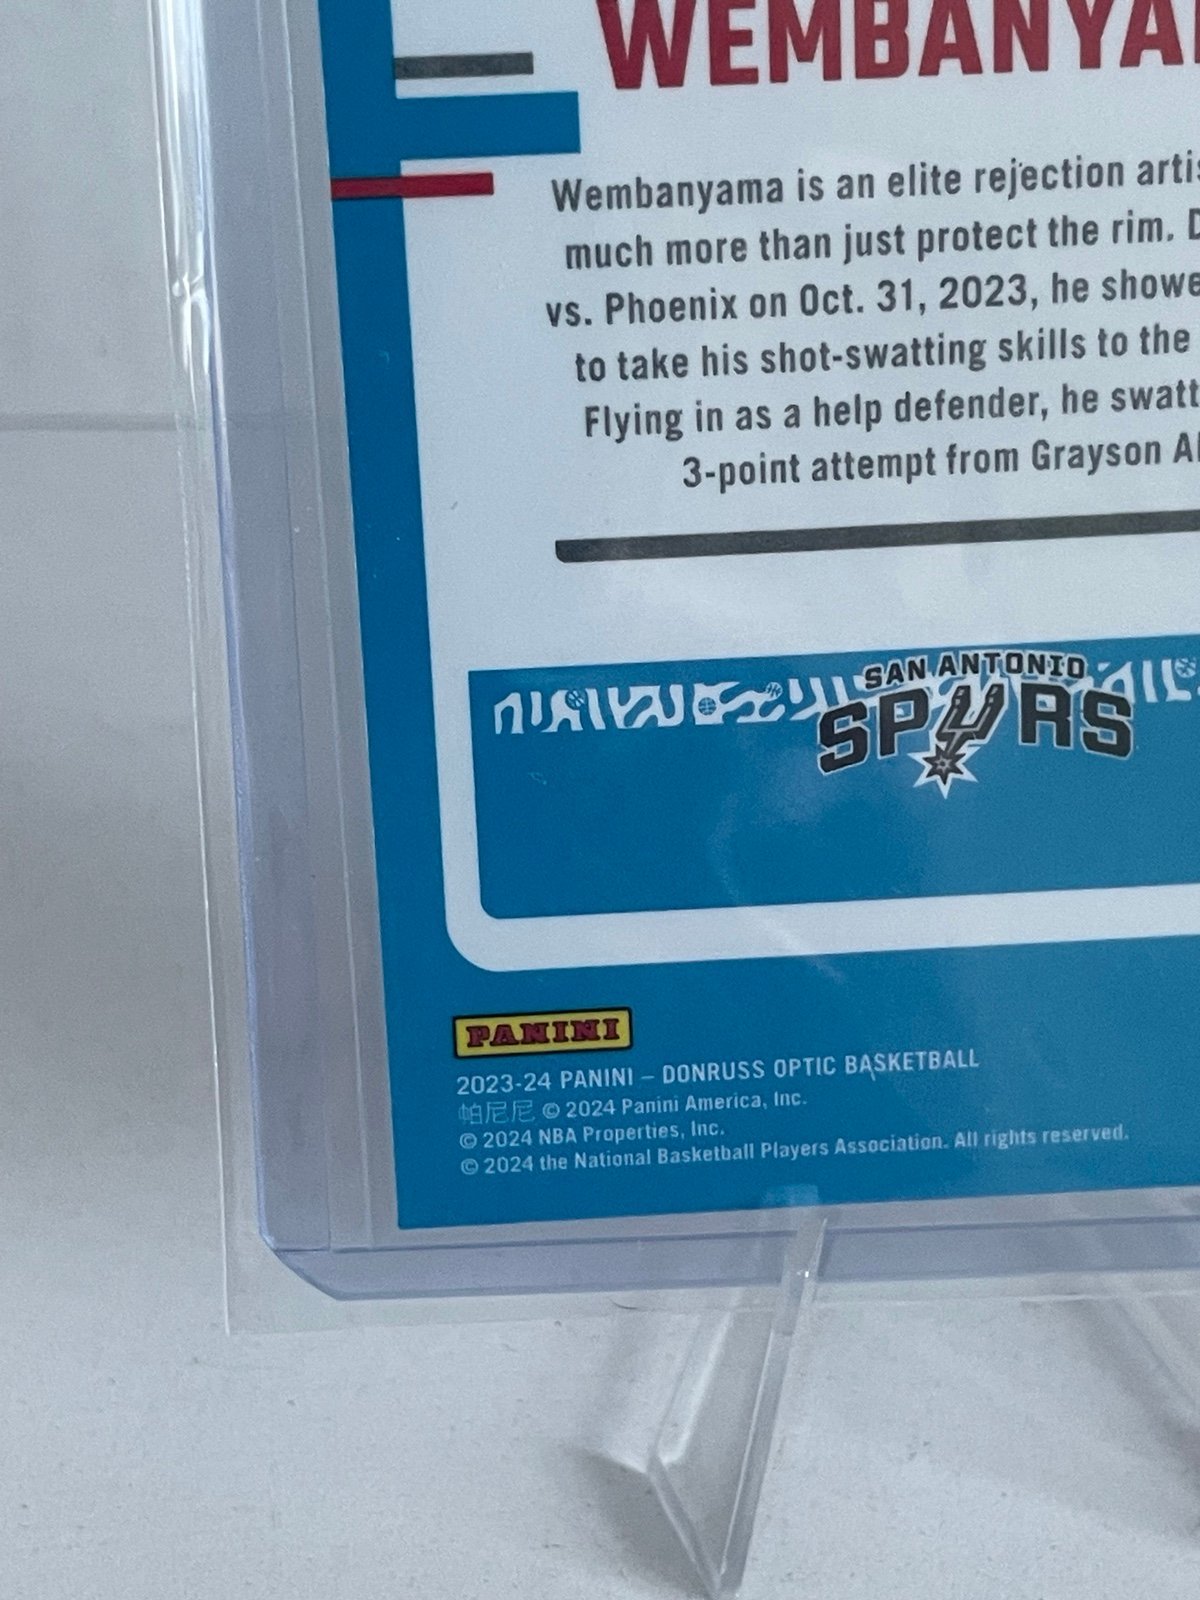 WEMBANYA
Wembanyama is an elite rejection
much more than just protect the rim.
vs. Phoenix on Oct. 31, 2023, he
to take his shot-swatting skills to the
Flying in as a help defender, he
3-point attempt from Grayson
SAN ANTONIO
SPURS
PANINI
2023-24 PANINI – DONRUSS OPTIC BASKETBALL
帕尼尼 © 2024 Panini America, Inc.
© 2024 NBA Properties, Inc.
© 2024 the National Basketball Players Association. All rights reserved.